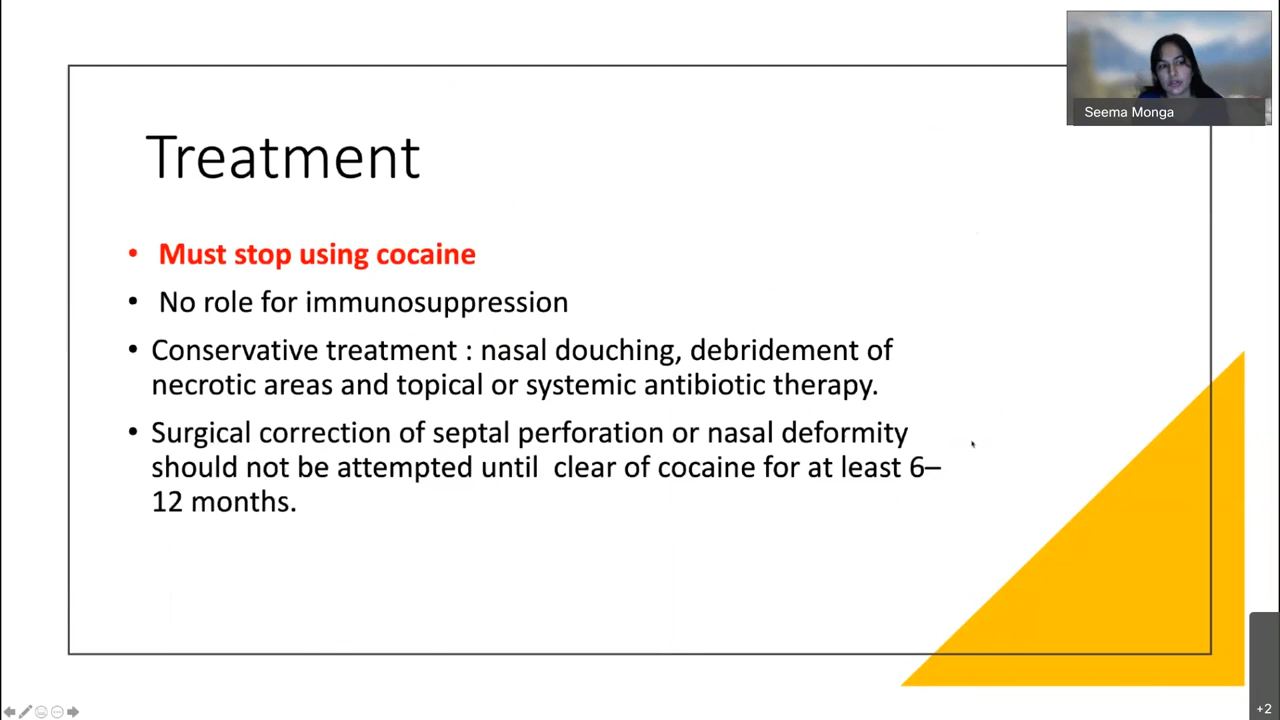 Seema Monga
Treatment
• Must stop using cocaine
• No role for immunosuppression
• Conservative treatment : nasal douching, debridement of
necrotic areas and topical or systemic antibiotic therapy.
• Surgical correction of septal perforation or nasal deformity
should not be attempted until  clear of cocaine for at least 6–
12 months.
+2